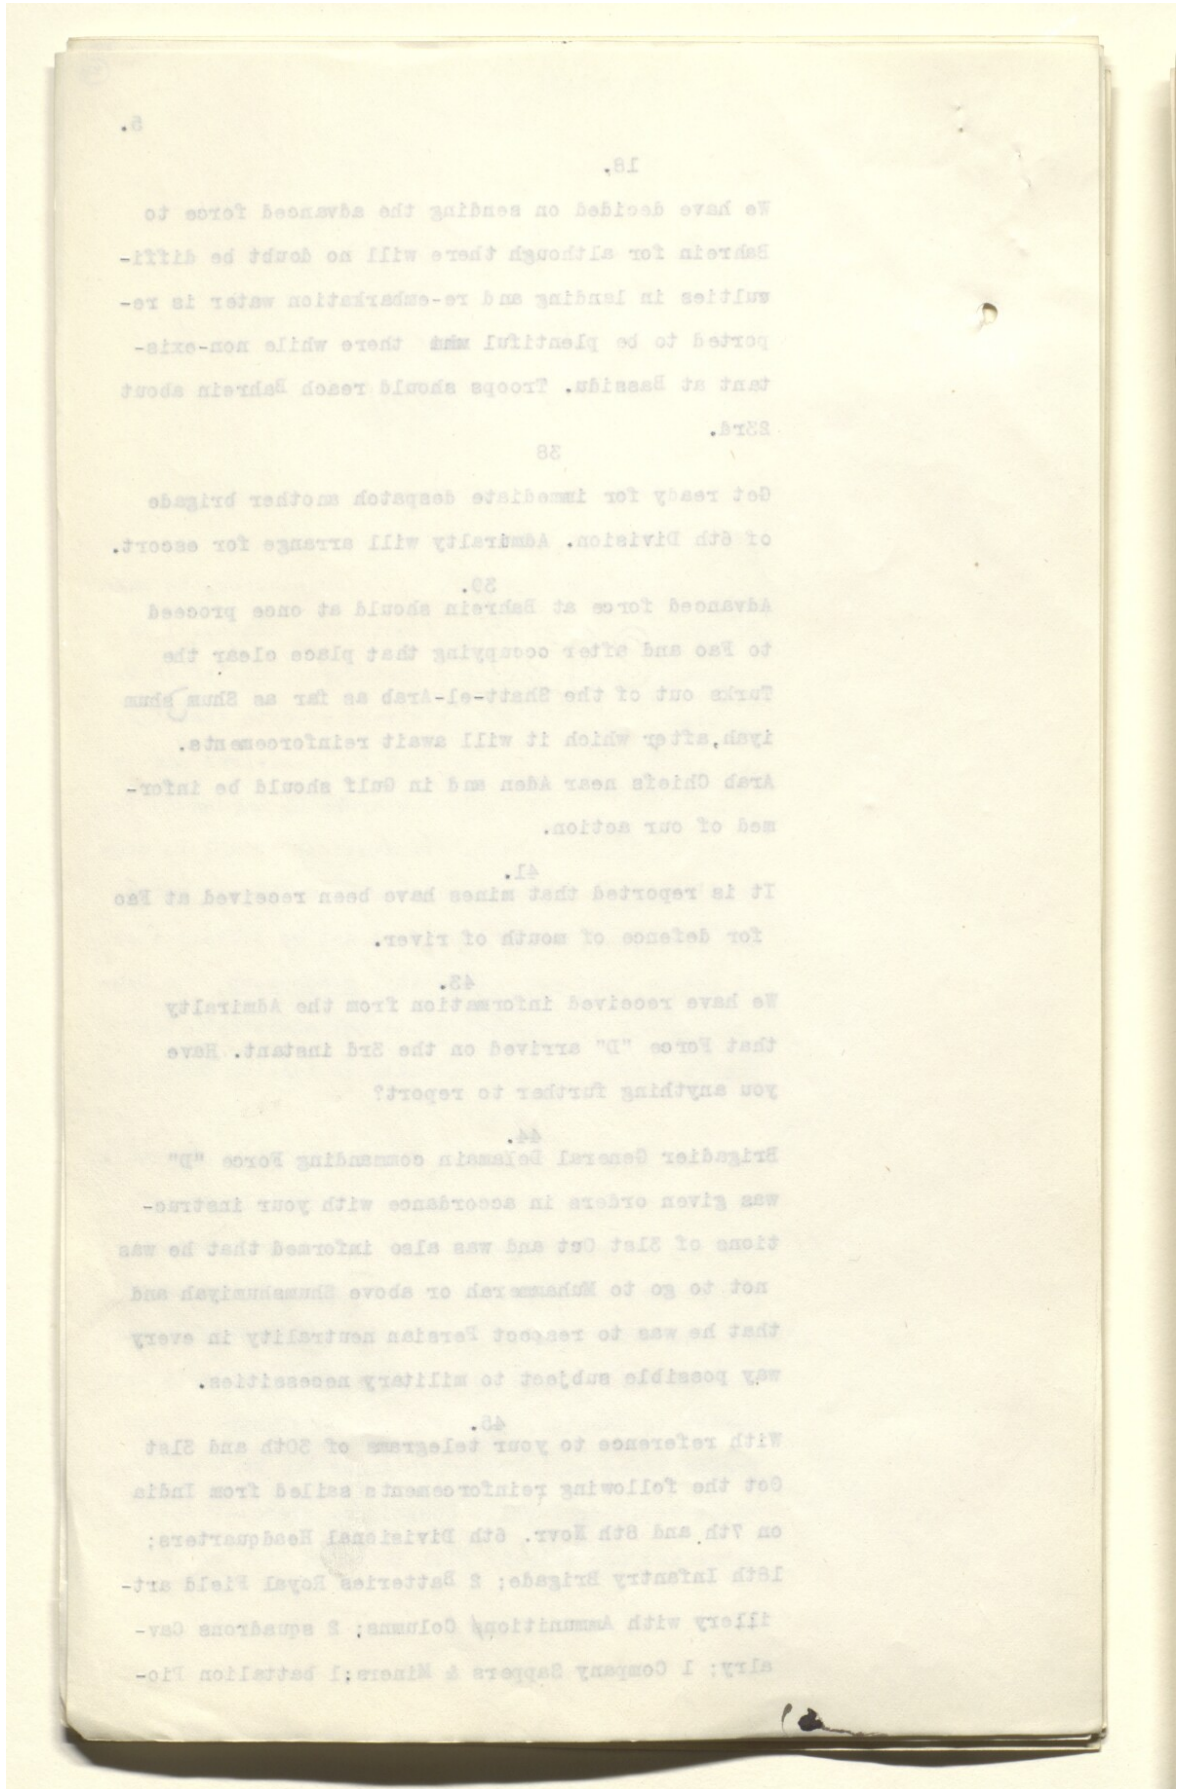 5.
18.
We have decided on sending the advanced force to
Bahrein for although there will no doubt be diffi-
culties in landing and re-embarkation water is re-
ported to be plentiful there while non-exis-
tant at Bassidu. Troops should reach Bahrein about
23rd.
38
Get ready for immediate despatch another brigade
of 6th Division. Admiralty will arrange for escort.
39.
Advanced force at Bahrein should at once proceed
to Fao and after occupying that place clear the
Turks out of the Shatt-el-Arab as far as Shum shum
iyah, after which it will await reinforcements.
Arab Chiefs near Aden and in Gulf should be infor-
med of our action.
41.
It is reported that mines have been received at Fao
for defence of mouth of river.
43.
We have received information from the Admiralty
that Force "D" arrived on the 3rd instant. Have
you anything further to report?
44.
Brigadier General Delamain commanding Force "D"
was given orders in accordance with your instruc-
tions of 31st Oct and was also informed that he was
not to go to Muhammerah or above Shumshumiyah and
that he was to respect Persian neutrality in every
way possible subject to military necessities.
45.
With reference to your telegrams of 30th and 31st
Oct the following reinforcements sailed from India
on 7th and 8th Novr. 6th Divisional Headquarters;
18th Infantry Brigade; 2 Batteries Royal Field art-
illery with Ammunition Columns; 2 squadrons Cav-
alry; 1 Company Sappers & Miners;1 battalion Pio-